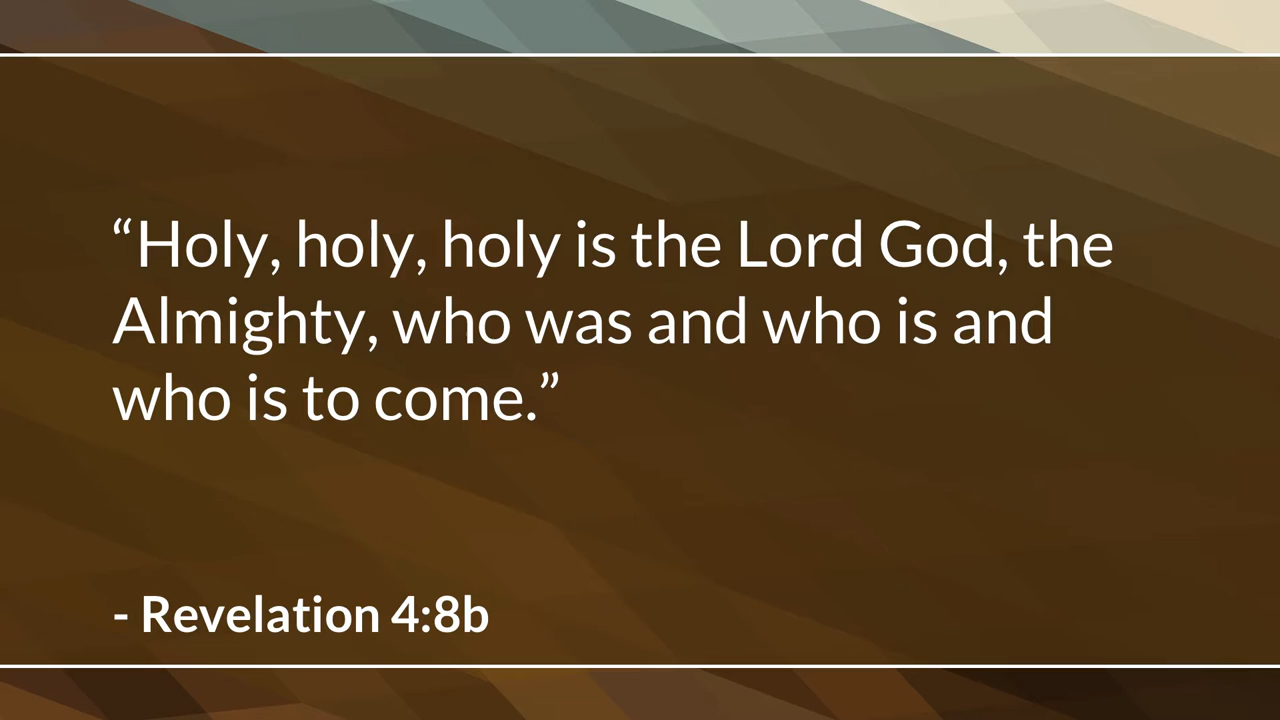 “Holy, holy, holy is the Lord God, the
Almighty, who was and who is and
who is to come.”
- Revelation 4:8b